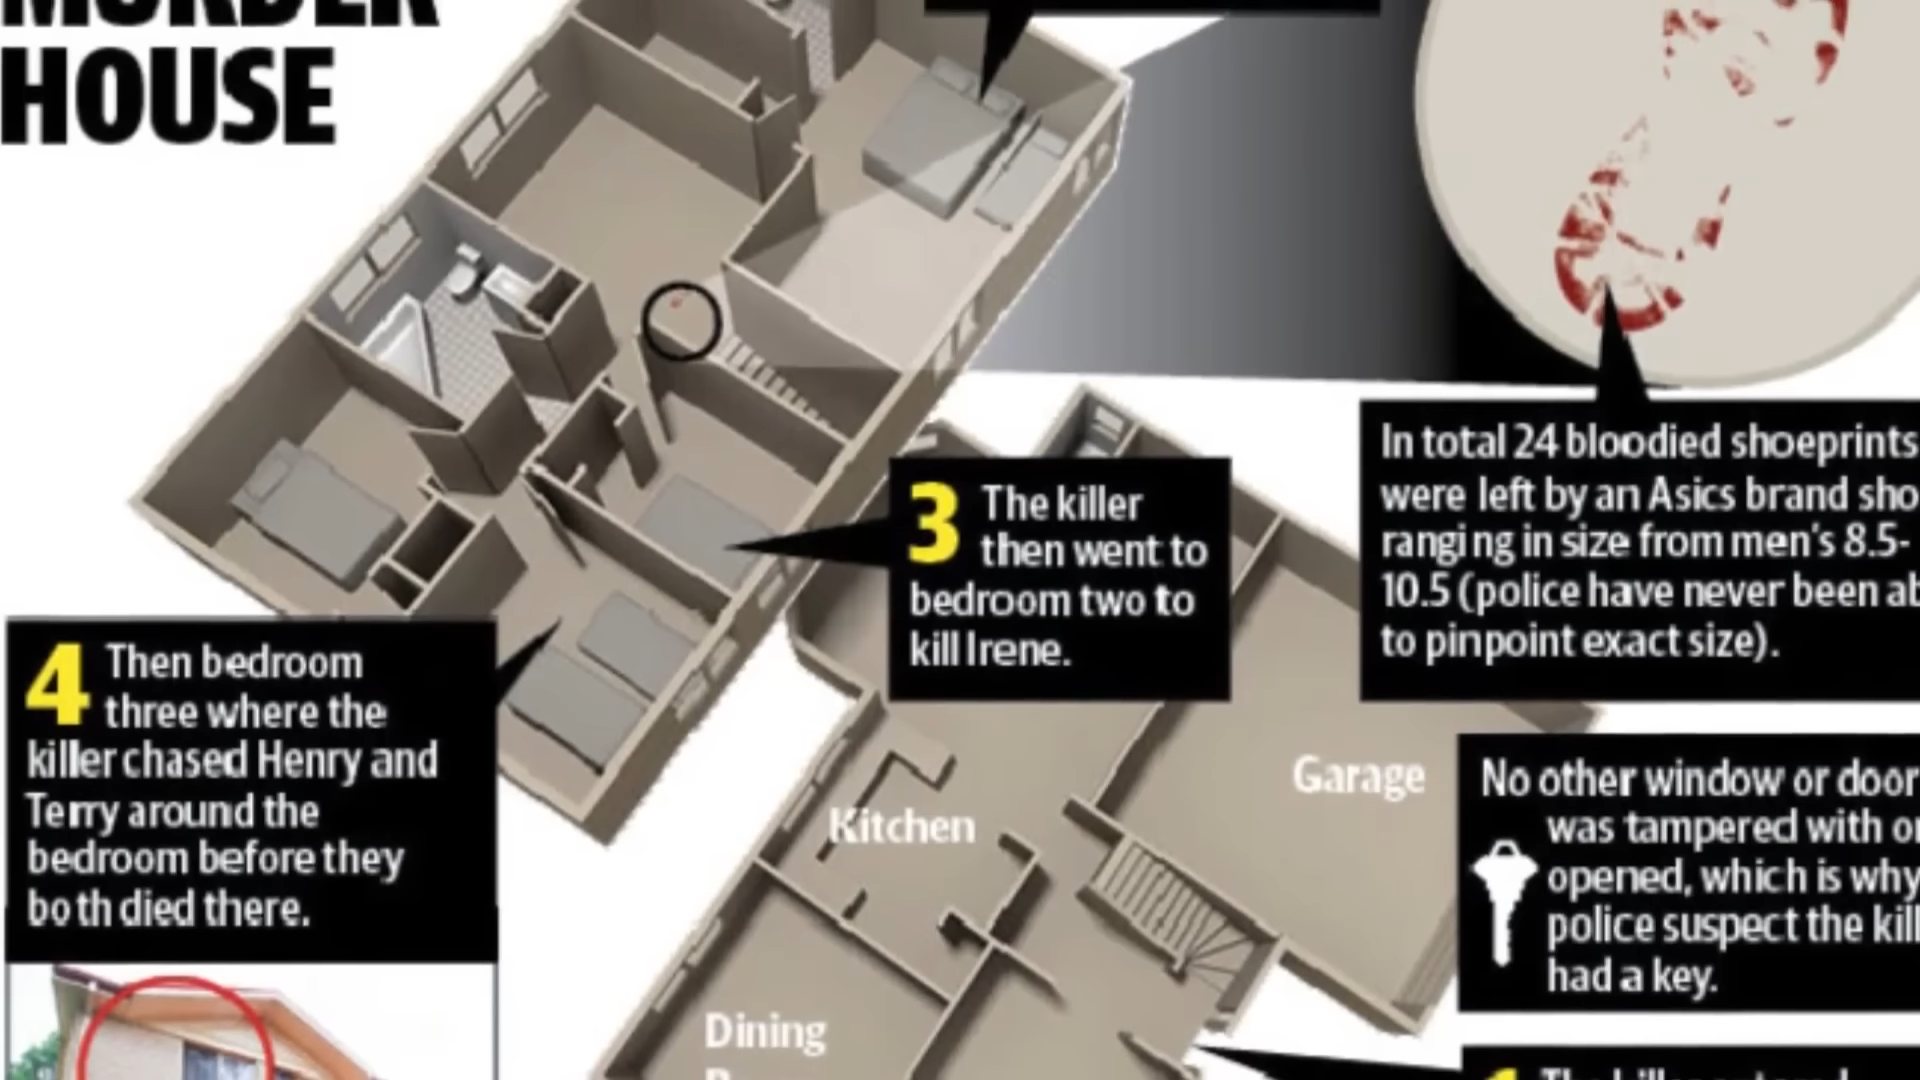 MURDER
HOUSE
In total 24 bloodied shoeprints
were left by an Asics brand sho
ranging in size from men's 8.5-
10.5 (police have never been ab
to pinpoint exact size).
3 The killer
then went to
bedroom two to
kill Irene.
4 Then bedroom
three where the
killer chased Henry and
Terry around the
bedroom before they
both died there.
Garage
Kitchen
No other window or door
was tampered with or
opened, which is why
police suspect the kill
had a key.
Dining